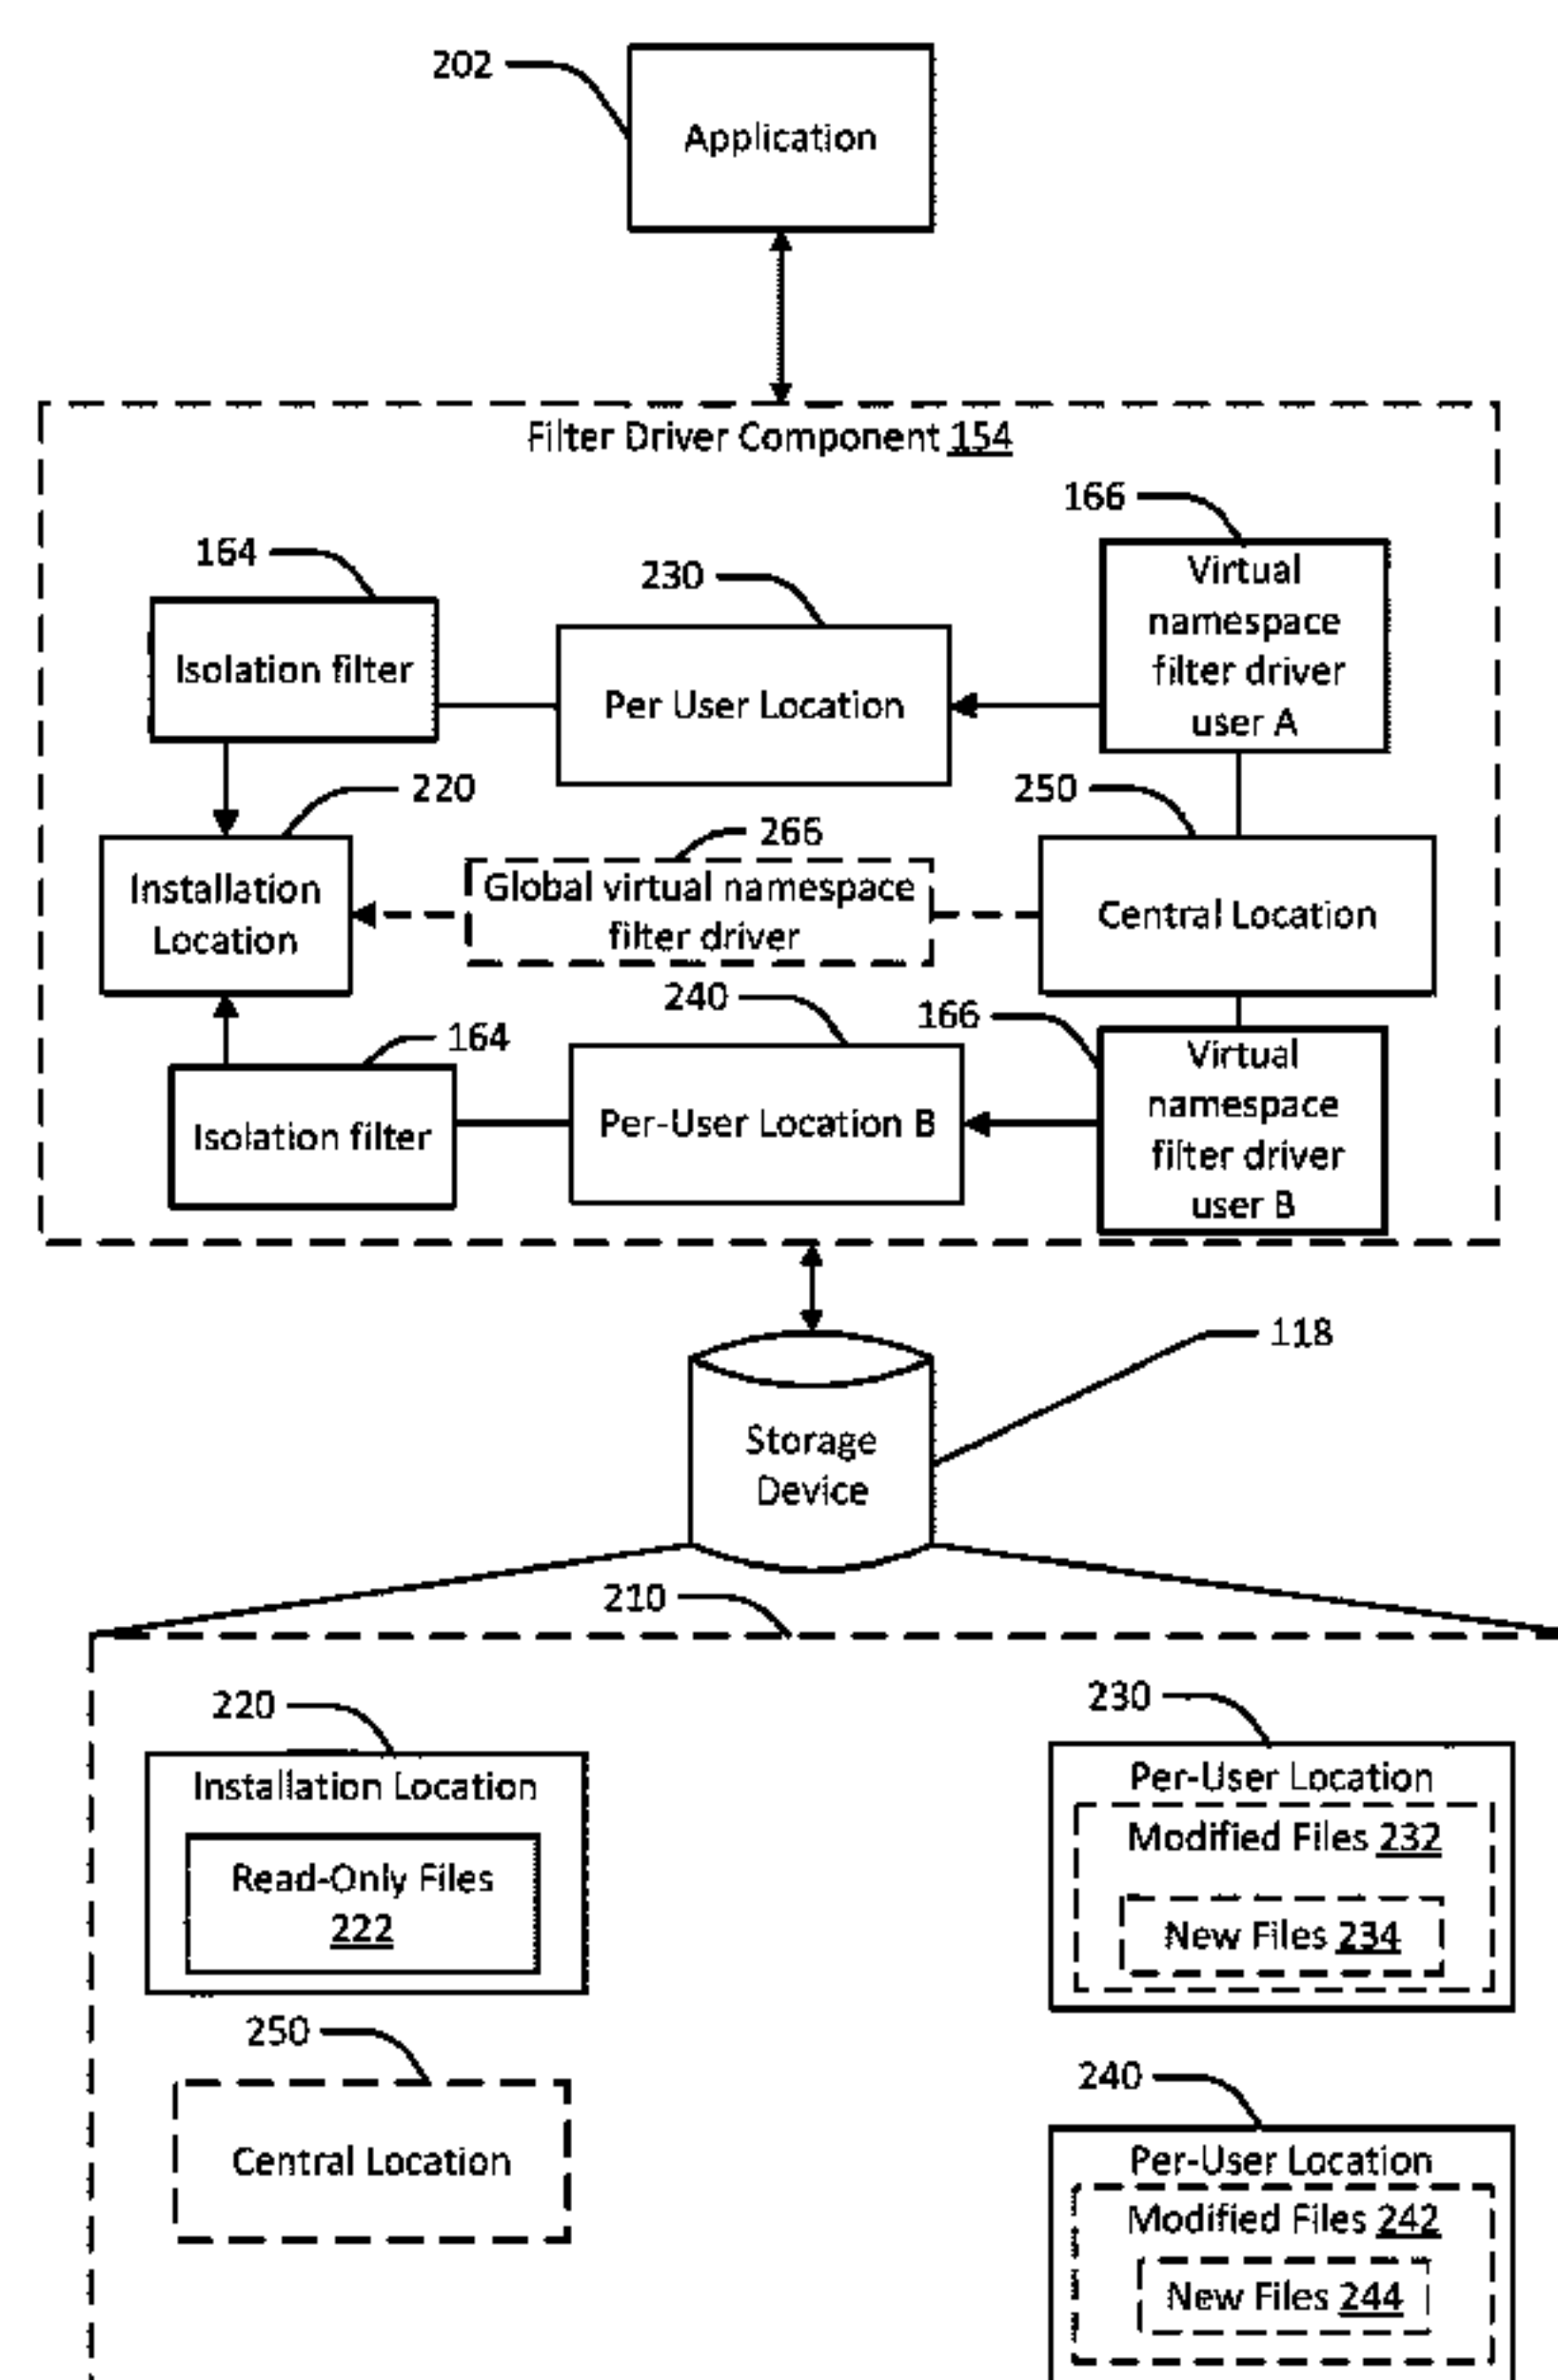 202
Application
Filter Driver Component 154
166
164
230
Virtual
namespace
filter driver
user A
Isolation filter
Per User Location
220
250
266
Installation
Location
Global virtual namespace
filter driver
Central Location
240
166
164
Virtual
namespace
filter driver
user B
Isolation filter
Per-User Location B
118
Storage
Device
210
220
230
Installation Location
Read-Only Files
222
Per-User Location
Modified Files 232
New Files 234
250
Central Location
240
Per-User Location
Modified Files 242
New Files 244